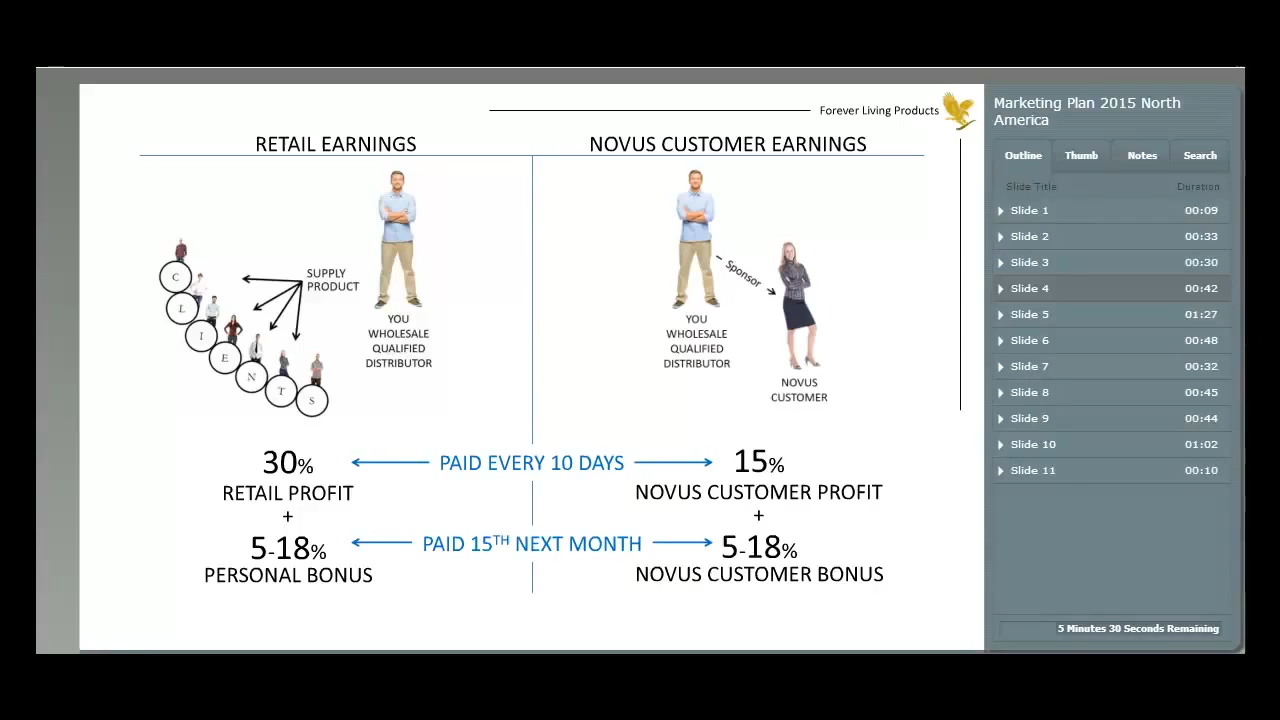 Forever Living Products
RETAIL EARNINGS
NOVUS CUSTOMER EARNINGS
SUPPLY
PRODUCT
C
L
I
E
N
T
S
YOU
WHOLESALE
QUALIFIED
DISTRIBUTOR
Sponsor
YOU
WHOLESALE
QUALIFIED
DISTRIBUTOR
NOVUS
CUSTOMER
30%
RETAIL PROFIT
+
5-18%
PERSONAL BONUS
PAID EVERY 10 DAYS
PAID 15TH NEXT MONTH
15%
NOVUS CUSTOMER PROFIT
+
5-18%
NOVUS CUSTOMER BONUS
Marketing Plan 2015 North
America
Outline Thumb Notes Search
Slide Title Duration
Slide 1 00:09
Slide 2 00:33
Slide 3 00:30
Slide 4 00:42
Slide 5 01:27
Slide 6 00:48
Slide 7 00:32
Slide 8 00:45
Slide 9 00:44
Slide 10 01:02
Slide 11 00:10
5 Minutes 30 Seconds Remaining